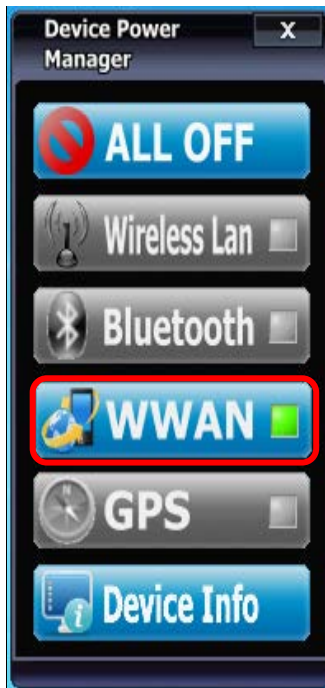 Device Power
Manager
X
ALL OFF
Wireless Lan
Bluetooth
WWAN
GPS
Device Info